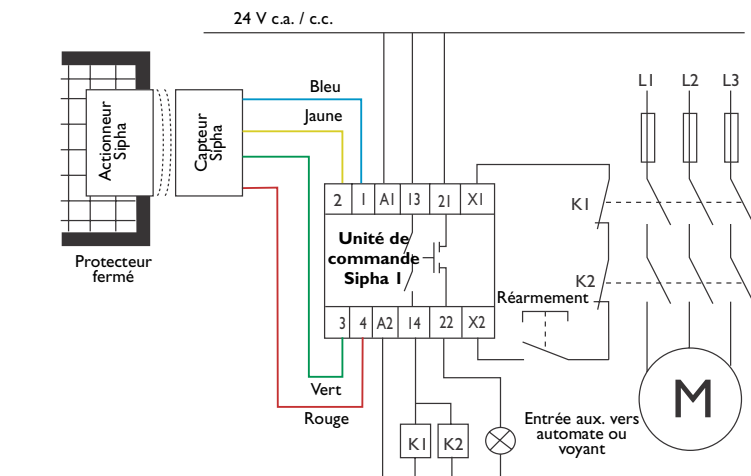 24 V c.a. / c.c.
L1 L2 L3
Bleu
Jaune
Actionneur
Sipha
Capteur
Sipha
2 1 A1 13 21 X1
K1
Unité de
commande
Sipha 1
Protecteur
fermé
K2
Réarmement
3 4 A2 14 22 X2
Vert
Rouge
M
K1 K2
Entrée aux. vers
automate ou
voyant